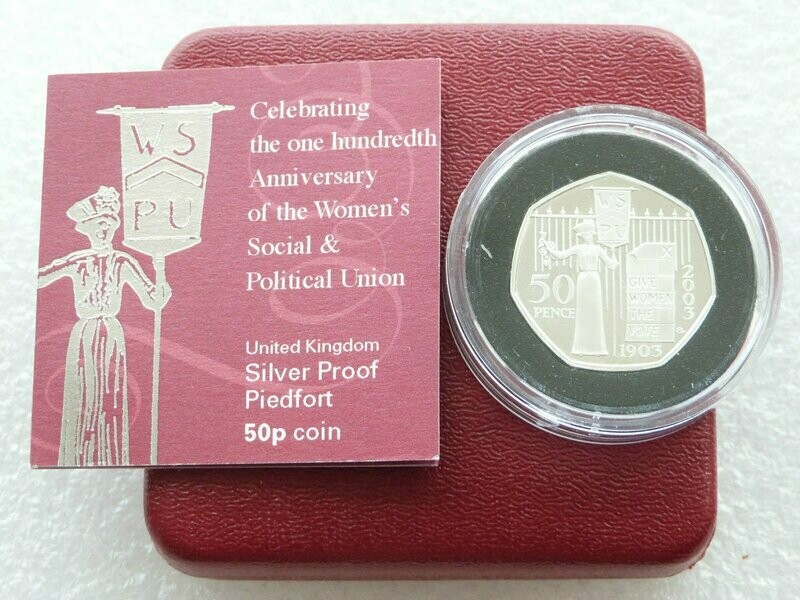 WS
PU
Celebrating
the one hundredth
Anniversary
of the Women's
Social &
Political Union
United Kingdom
Silver Proof
Piedfort
50p coin
WS
PU
X
50
PENCE
GIVE
WOMEN
THE
VOTE
2003
1903